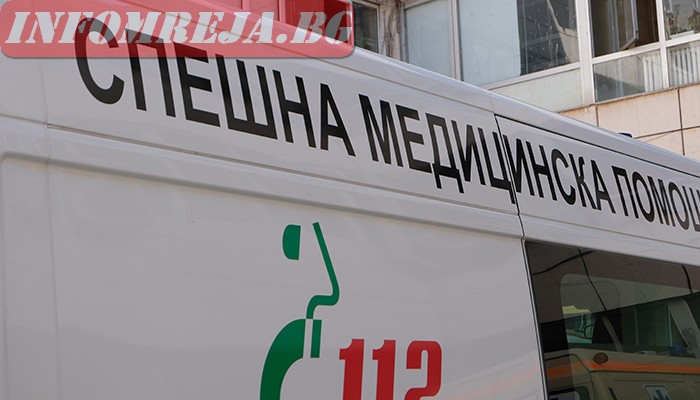 INFOMREJA.BG
СПЕШНА МЕДИЦИНСКА ПОМОЩ
112